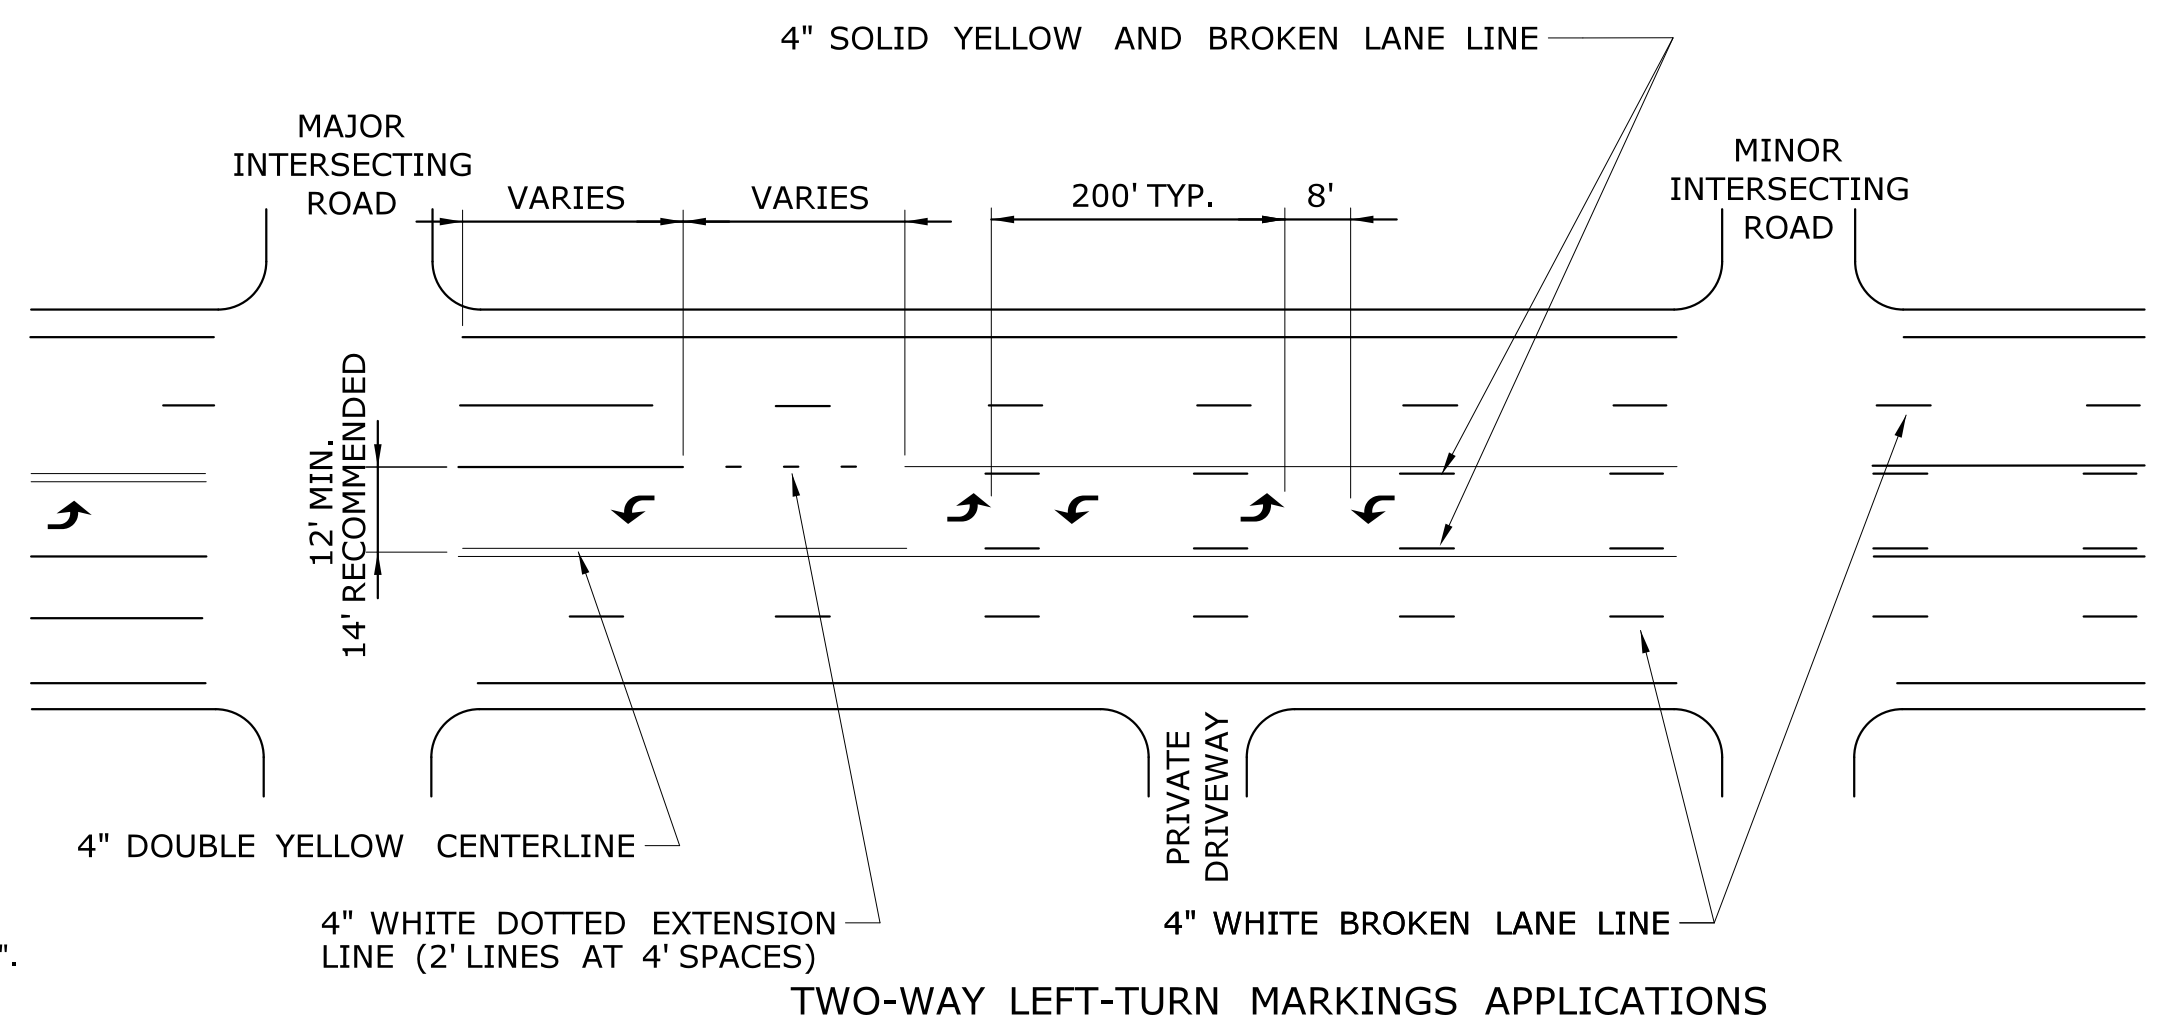 4" SOLID YELLOW AND BROKEN LANE LINE
MAJOR
INTERSECTING
ROAD
VARIES
VARIES
200' TYP.
8'
MINOR
INTERSECTING
ROAD
12' MIN.
14' RECOMMENDED
PRIVATE
DRIVEWAY
4" DOUBLE YELLOW CENTERLINE
4" WHITE DOTTED EXTENSION
LINE (2' LINES AT 4' SPACES)
4" WHITE BROKEN LANE LINE
".
TWO-WAY LEFT-TURN MARKINGS APPLICATIONS